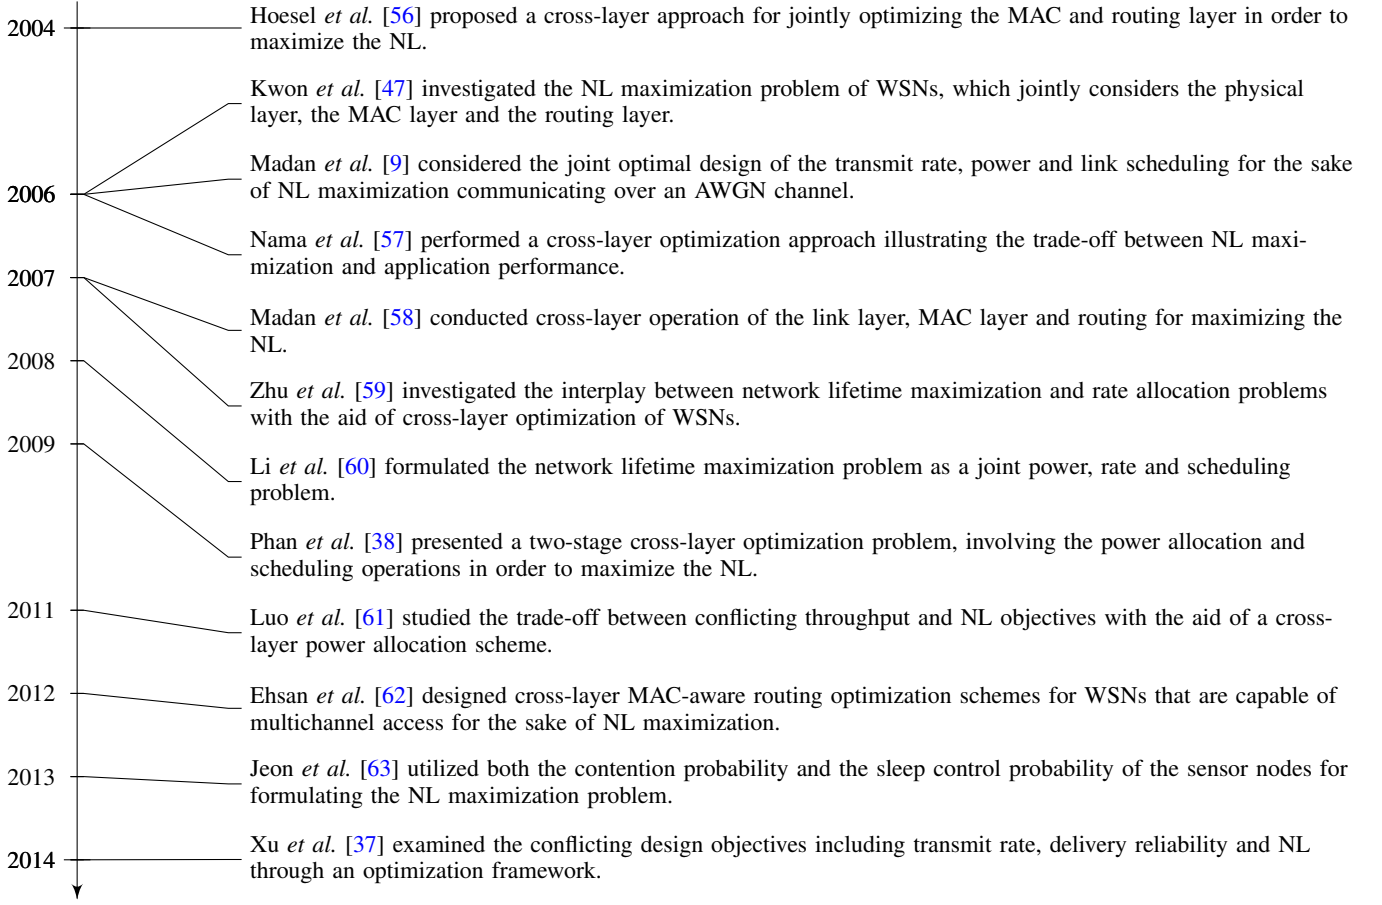 2004
Hoesel et al. [56] proposed a cross-layer approach for jointly optimizing the MAC and routing layer in order to
maximize the NL.
Kwon et al. [47] investigated the NL maximization problem of WSNs, which jointly considers the physical
layer, the MAC layer and the routing layer.
2006
Madan et al. [9] considered the joint optimal design of the transmit rate, power and link scheduling for the sake
of NL maximization communicating over an AWGN channel.
Nama et al. [57] performed a cross-layer optimization approach illustrating the trade-off between NL maxi-
mization and application performance.
2007
Madan et al. [58] conducted cross-layer operation of the link layer, MAC layer and routing for maximizing the
NL.
Zhu et al. [59] investigated the interplay between network lifetime maximization and rate allocation problems
with the aid of cross-layer optimization of WSNs.
2008
Li et al. [60] formulated the network lifetime maximization problem as a joint power, rate and scheduling
problem.
2009
Phan et al. [38] presented a two-stage cross-layer optimization problem, involving the power allocation and
scheduling operations in order to maximize the NL.
2011
Luo et al. [61] studied the trade-off between conflicting throughput and NL objectives with the aid of a cross-
layer power allocation scheme.
2012
Ehsan et al. [62] designed cross-layer MAC-aware routing optimization schemes for WSNs that are capable of
multichannel access for the sake of NL maximization.
2013
Jeon et al. [63] utilized both the contention probability and the sleep control probability of the sensor nodes for
formulating the NL maximization problem.
2014
Xu et al. [37] examined the conflicting design objectives including transmit rate, delivery reliability and NL
through an optimization framework.